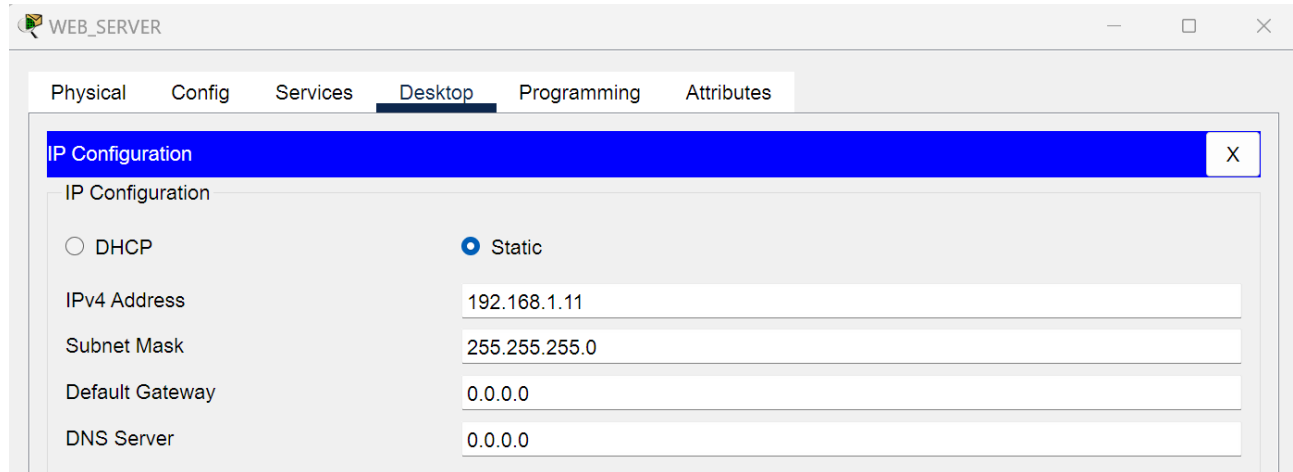 WEB_SERVER
Physical Config Services Desktop Programming Attributes
IP Configuration X
IP Configuration
DHCP Static
IPv4 Address 192.168.1.11
Subnet Mask 255.255.255.0
Default Gateway 0.0.0.0
DNS Server 0.0.0.0